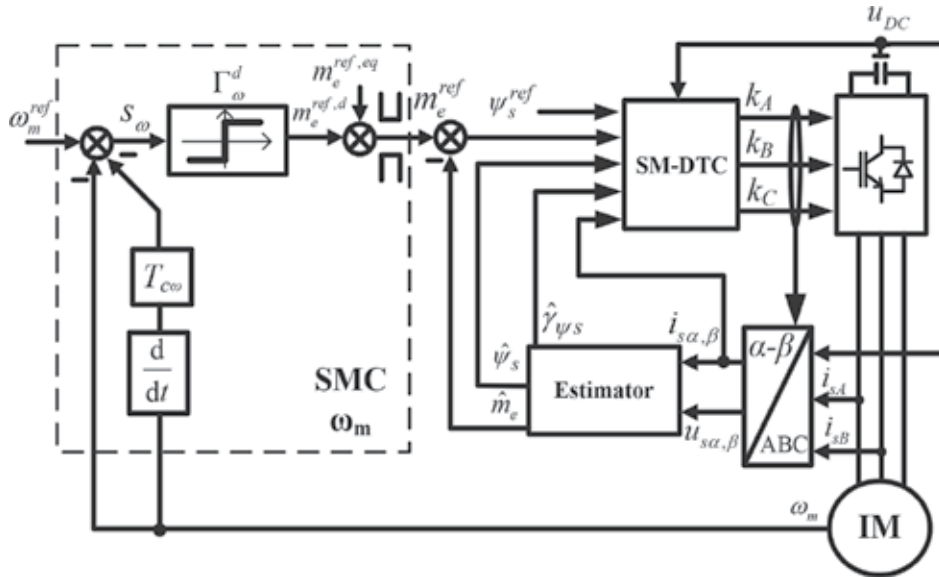 u_DC
ω_m^ref
s_ω
Γ_ω^d
m_e^ref,d
m_e^ref,eq
m_e^ref
ψ_s^ref
SM-DTC
k_A
k_B
k_C
T_cω
d
dt
SMC
ω_m
γ̂_ψs
ψ̂_s
m̂_e
Estimator
i_sα,β
u_sα,β
α-β
ABC
i_sA
i_sB
ω_m
IM